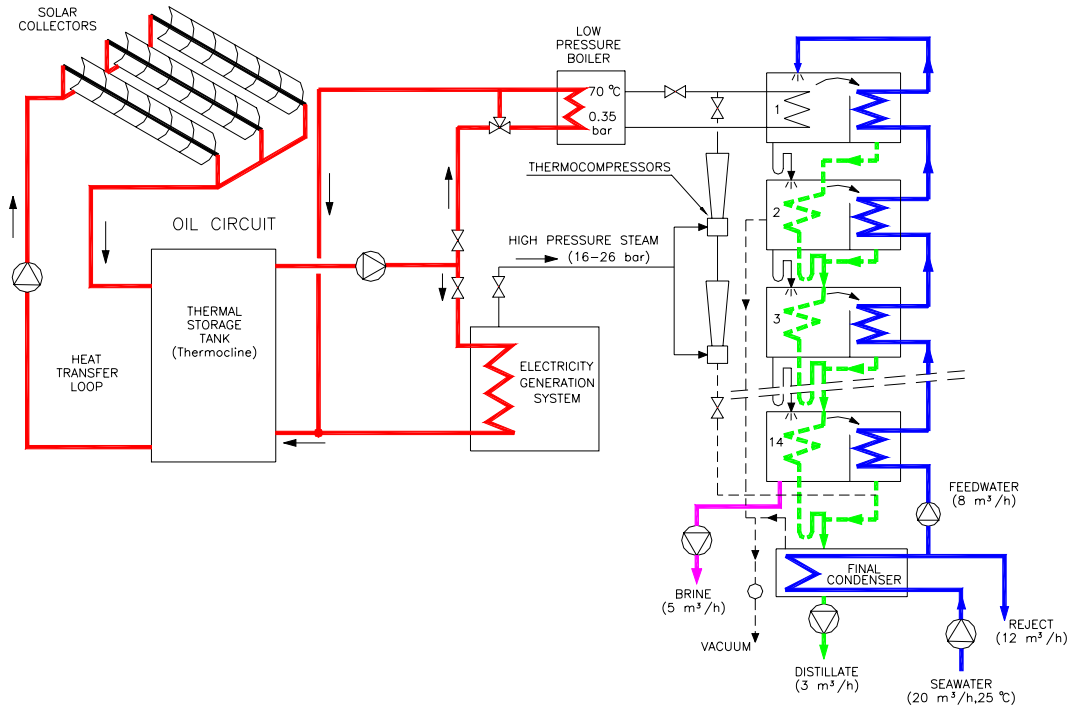 SOLAR
COLLECTORS
LOW
PRESSURE
BOILER
70 °C
0.35
bar
1
THERMOCOMPRESSORS
2
OIL CIRCUIT
HIGH PRESSURE STEAM
(16-26 bar)
THERMAL
STORAGE
TANK
(Thermocline)
3
HEAT
TRANSFER
LOOP
ELECTRICITY
GENERATION
SYSTEM
14
FEEDWATER
(8 m³/h)
FINAL
CONDENSER
BRINE
(5 m³/h)
REJECT
(12 m³/h)
VACUUM
DISTILLATE
(3 m³/h)
SEAWATER
(20 m³/h,25 °C)